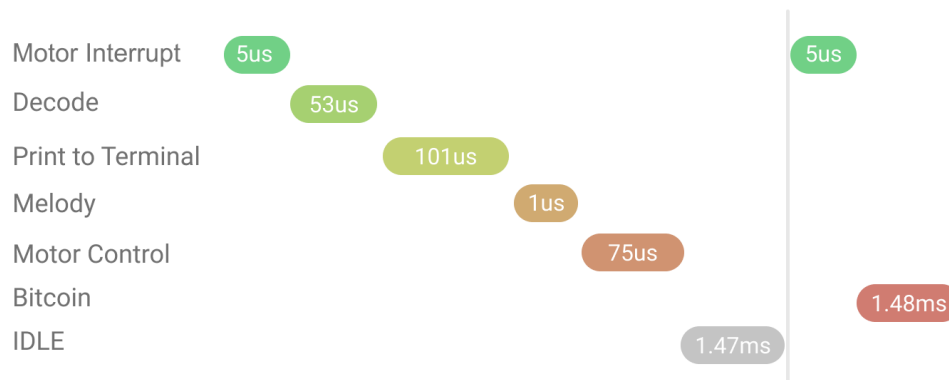 Motor Interrupt 5us 5us
Decode 53us
Print to Terminal 101us
Melody 1us
Motor Control 75us
Bitcoin 1.48ms
IDLE 1.47ms